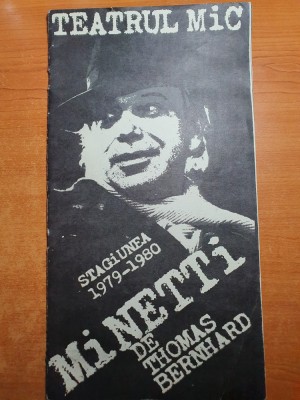 TEATRUL MiC
STAGiUNEA
1979-1980
MiNETTi
DE
THOMAS
BERNHARD